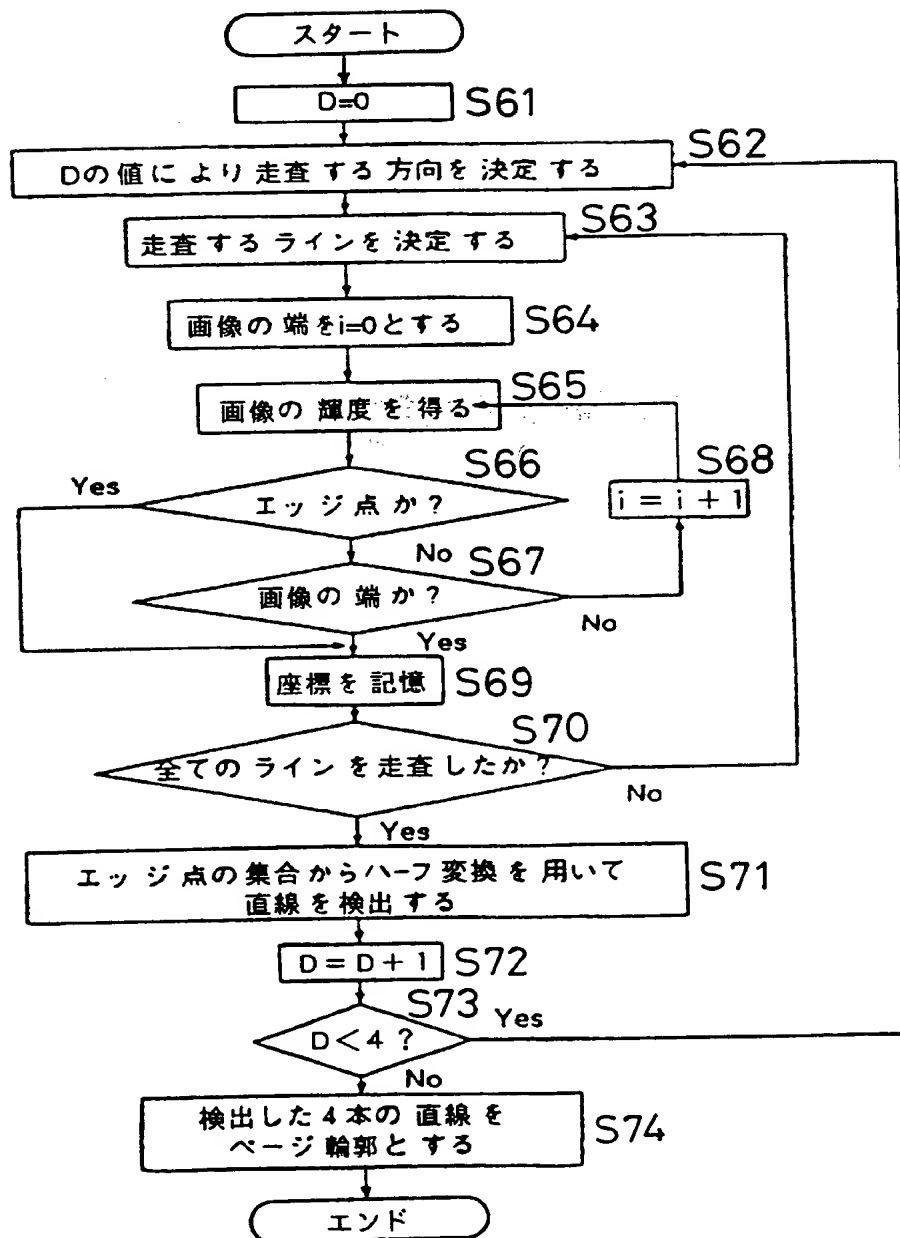 スタート
D=0 S61
S62
Dの値により走査する方向を決定する
S63
走査するラインを決定する
画像の端をi=0とする S64
S65
画像の輝度を得る
S66
S68
Yes
エッジ点か?
i = i + 1
No
S67
画像の端か?
No
Yes
座標を記憶 S69
S70
全てのラインを走査したか?
No
Yes
エッジ点の集合からハーフ変換を用いて
直線を検出する
S71
D = D + 1 S72
S73
Yes
D<4?
No
検出した4本の直線を
ページ輪郭とする
S74
エンド